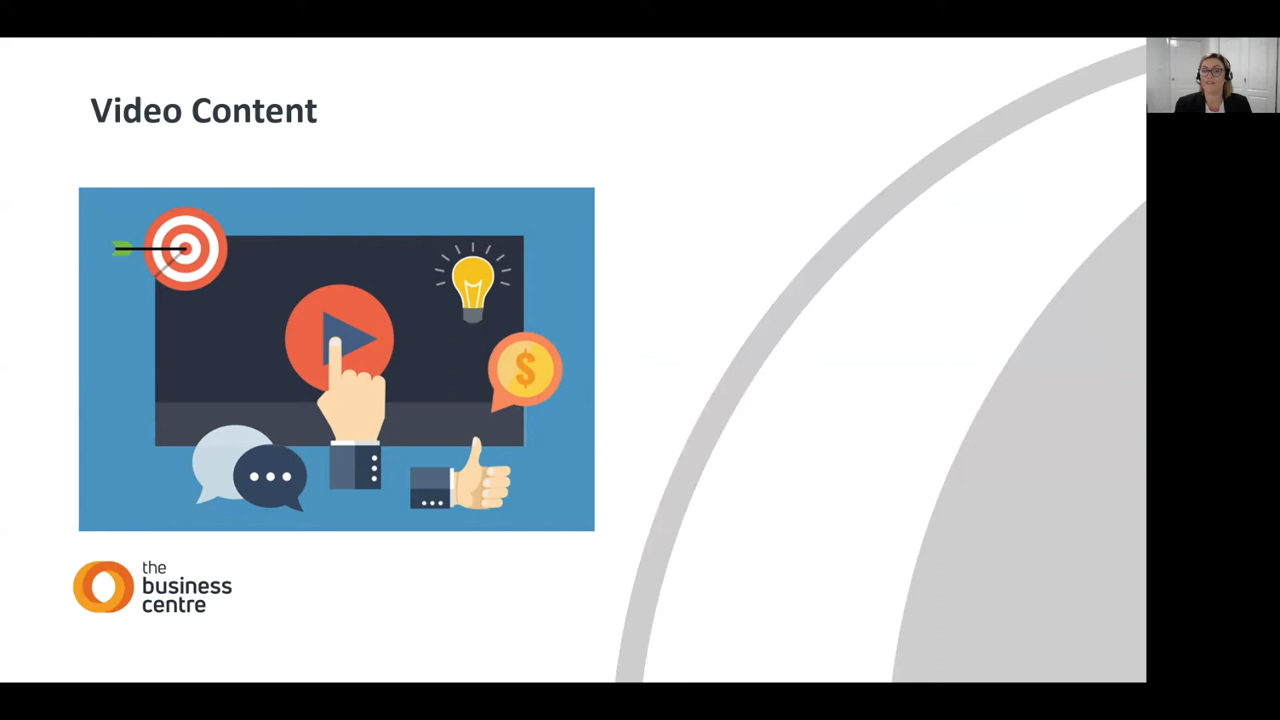 Video Content
$
the
business
centre